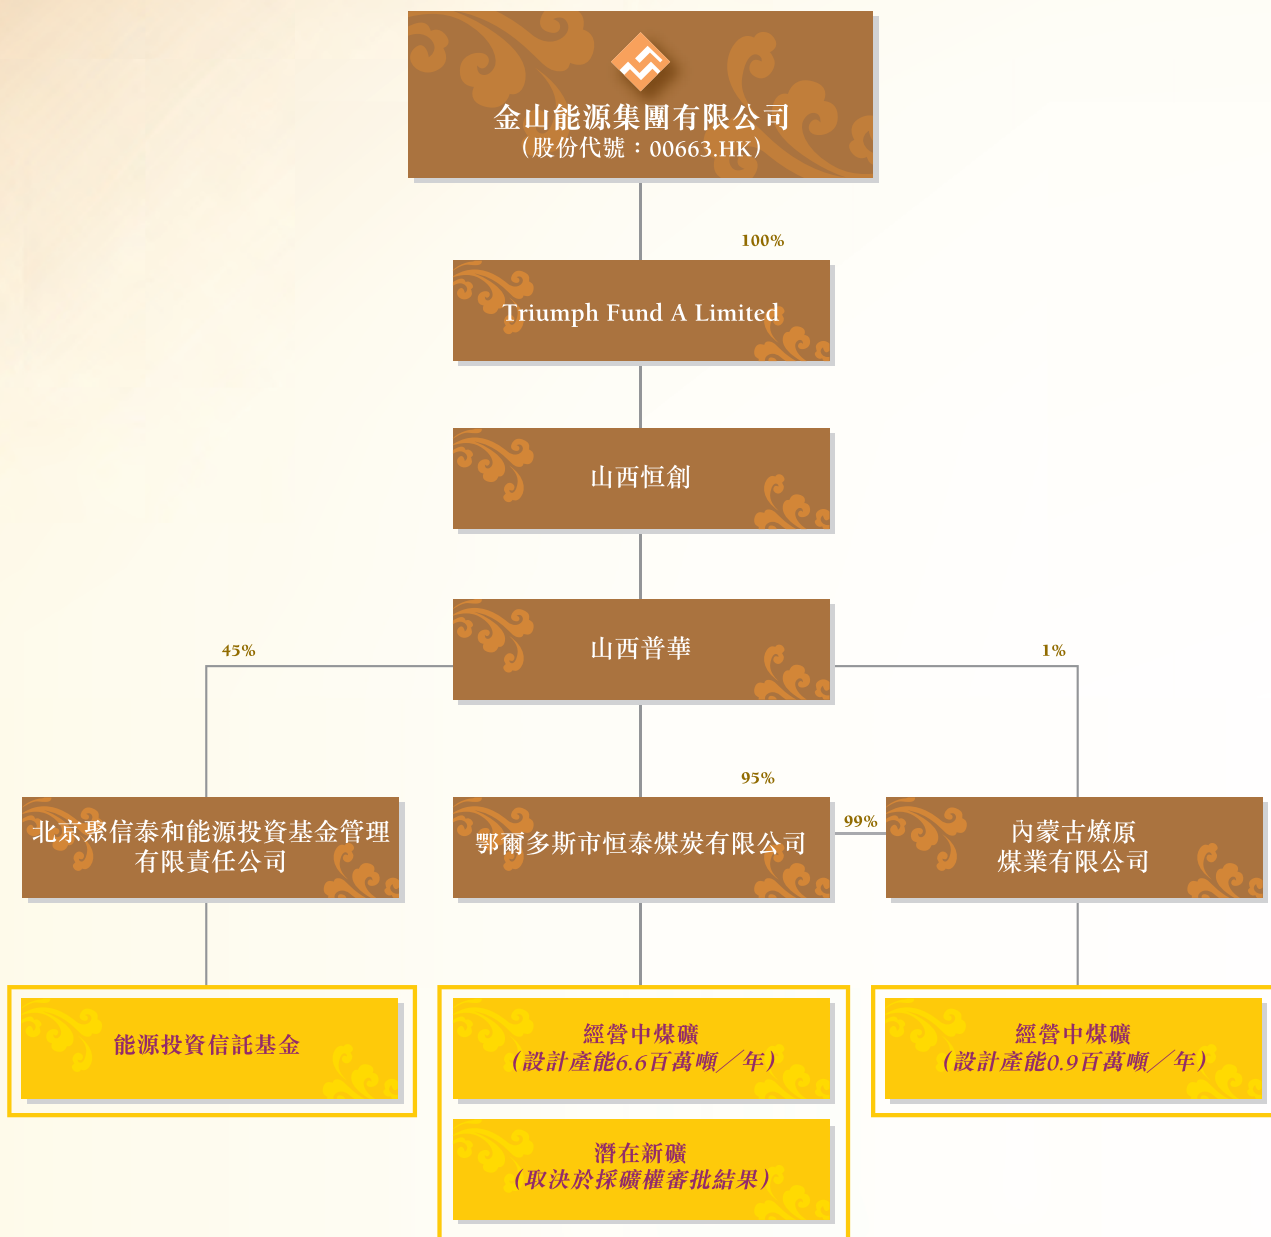 金山能源集團有限公司
（股份代號：00663.HK）
100%
Triumph Fund A Limited
山西恒創
山西普華
45%
1%
95%
99%
北京聚信泰和能源投資基金管理
有限責任公司
鄂爾多斯市恒泰煤炭有限公司
內蒙古燎原
煤業有限公司
能源投資信託基金
經營中煤礦
（設計產能6.6百萬噸╱年）
經營中煤礦
（設計產能0.9百萬噸╱年）
潛在新礦
（取決於採礦權審批結果）